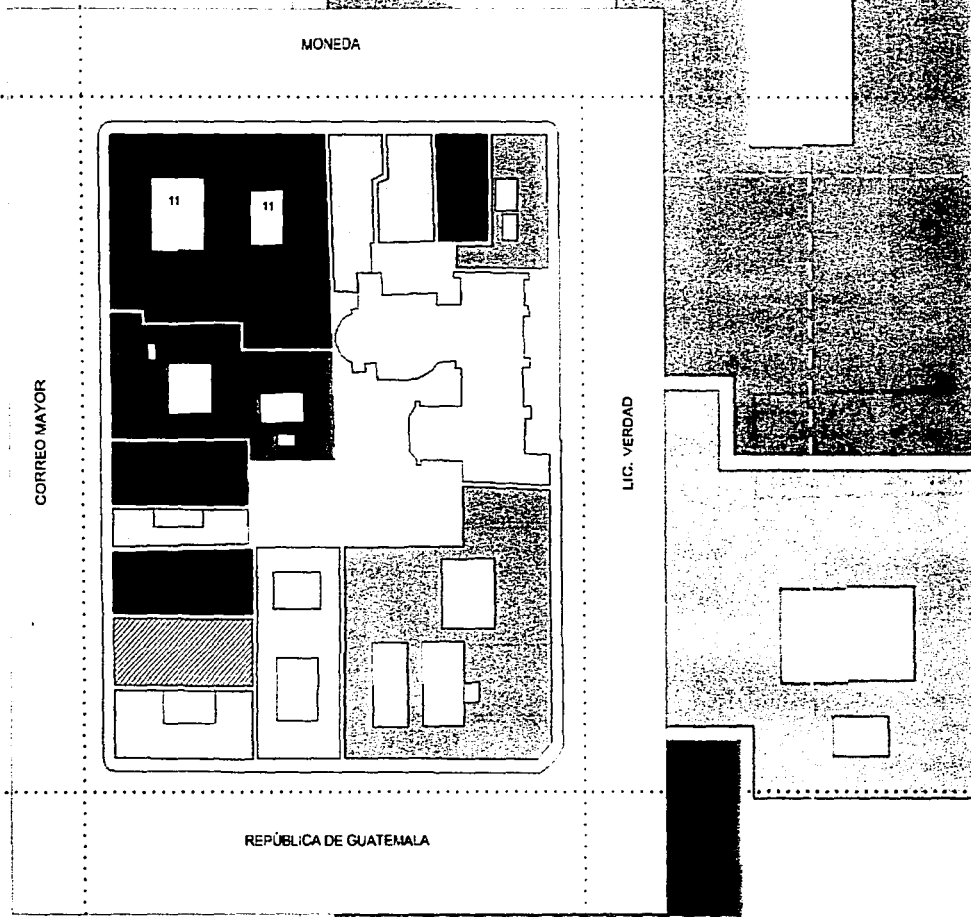 MONEDA
11
11
CORREO MAYOR
LIC. VERDAD
REPÚBLICA DE GUATEMALA